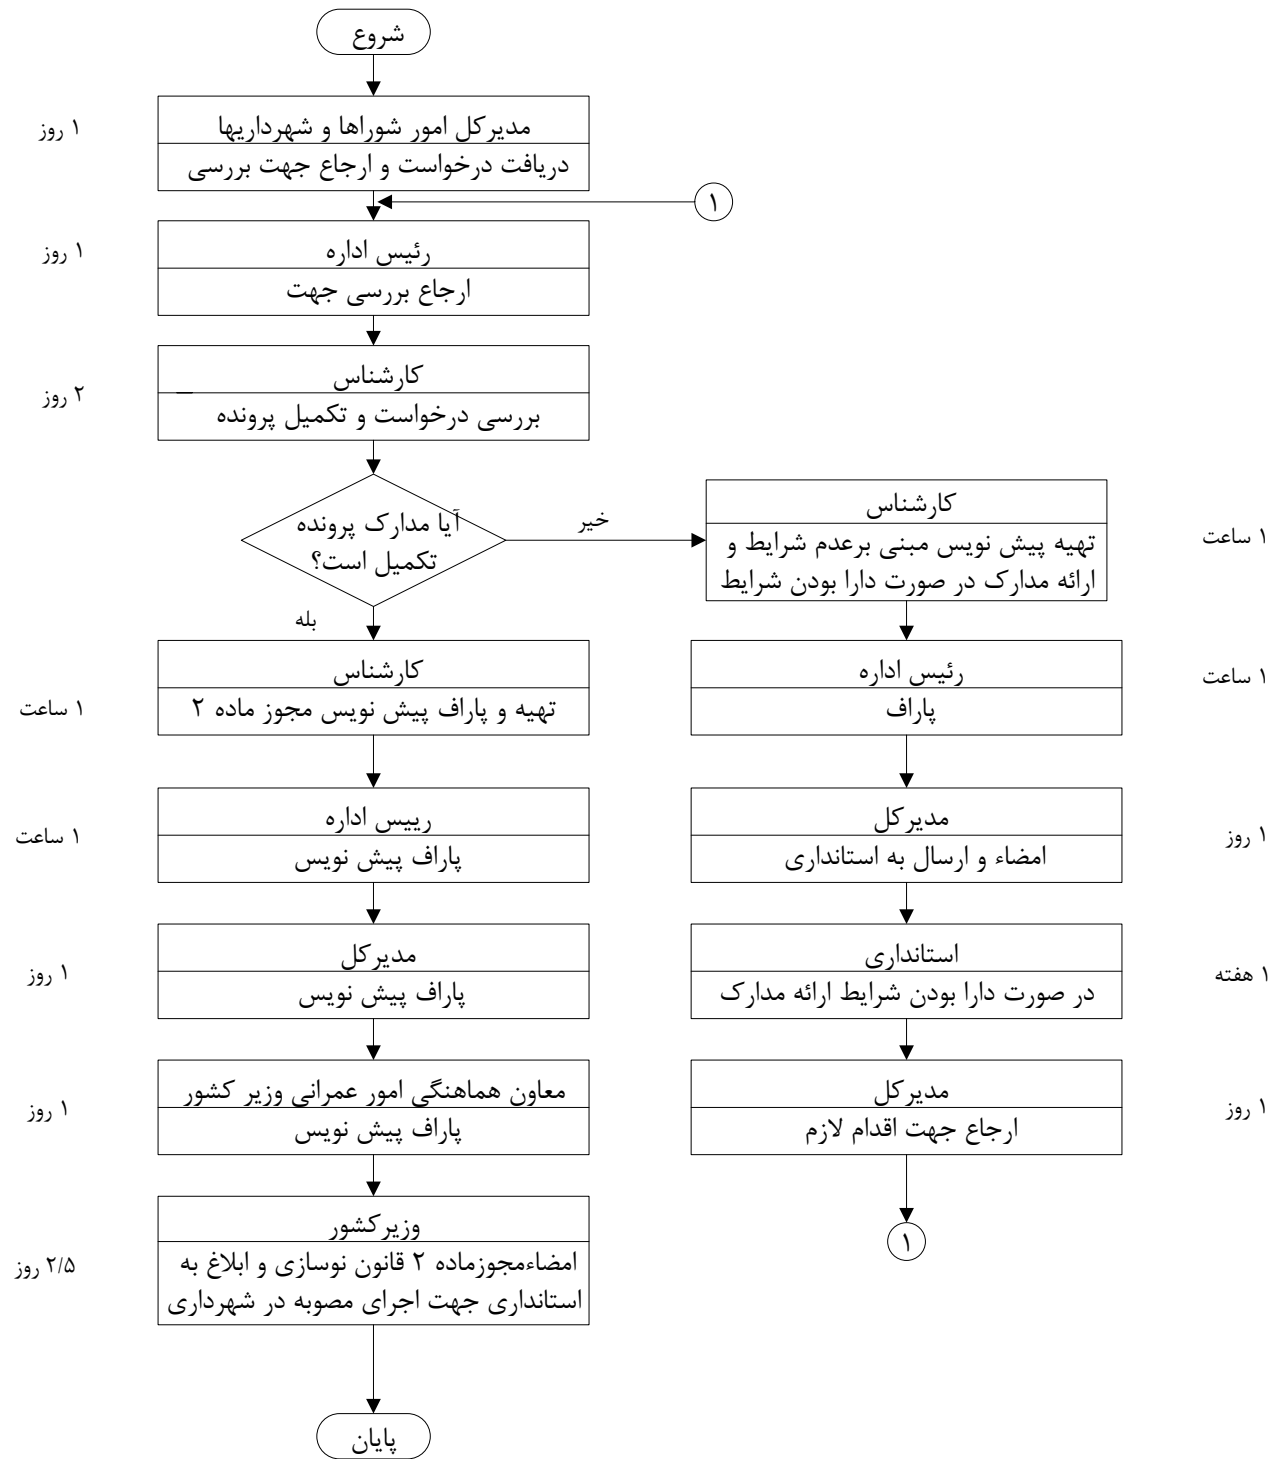 شروع
۱ روز
مدیرکل امور شوراها و شهرداریها
دریافت درخواست و ارجاع جهت بررسی
۱
۱ روز
رئیس اداره
ارجاع بررسی جهت
۲ روز
کارشناس
بررسی درخواست و تکمیل پرونده
آیا مدارک پرونده
تکمیل است؟
خیر
بله
کارشناس
تهیه پیش نویس مبنی برعدم شرایط و
ارائه مدارک در صورت دارا بودن شرایط
۱ ساعت
رئیس اداره
پاراف
۱ ساعت
مدیرکل
امضاء و ارسال به استانداری
۱ روز
استانداری
در صورت دارا بودن شرایط ارائه مدارک
۱ هفته
مدیرکل
ارجاع جهت اقدام لازم
۱ روز
۱
کارشناس
تهیه و پاراف پیش نویس مجوز ماده ۲
۱ ساعت
رییس اداره
پاراف پیش نویس
۱ ساعت
مدیرکل
پاراف پیش نویس
۱ روز
معاون هماهنگی امور عمرانی وزیر کشور
پاراف پیش نویس
۱ روز
وزیرکشور
امضاءمجوزماده ۲ قانون نوسازی و ابلاغ به
استانداری جهت اجرای مصوبه در شهرداری
۲/۵ روز
پایان